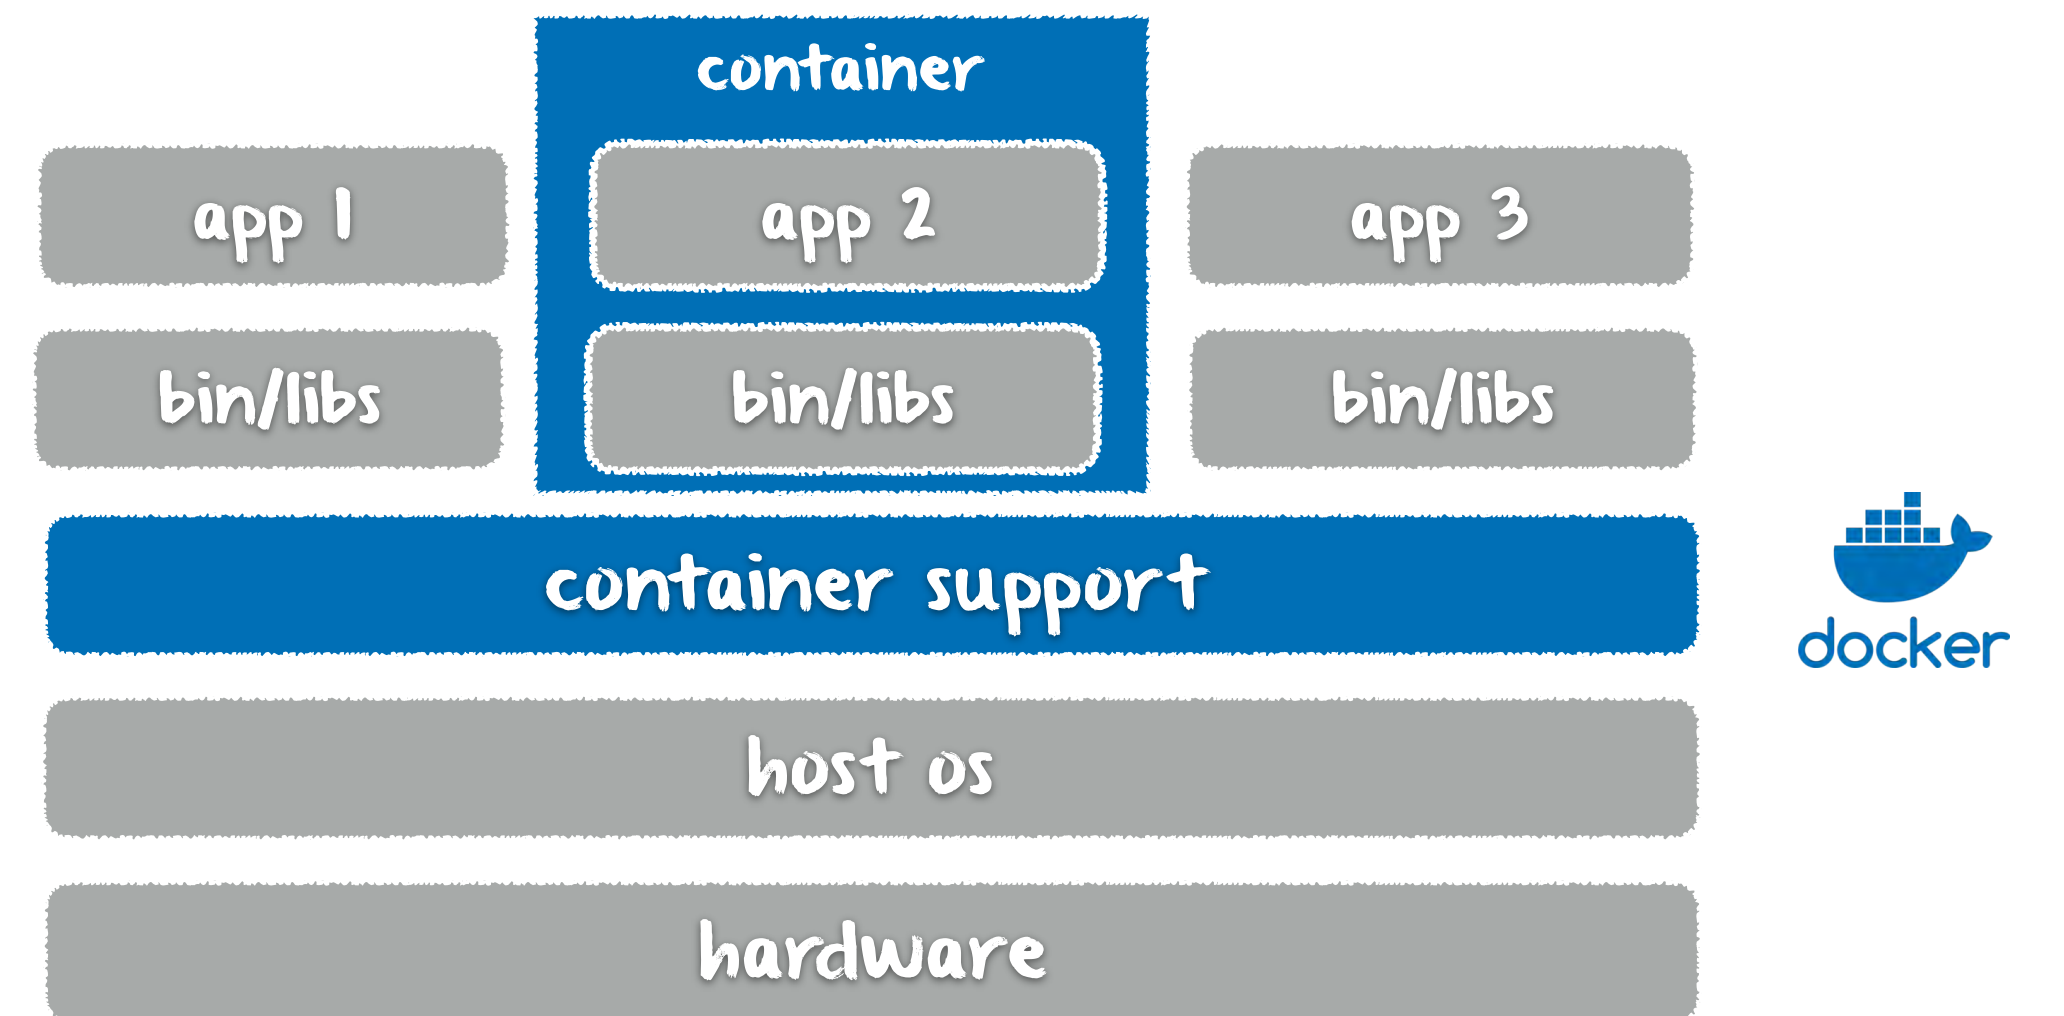 container
app 1
app 2
app 3
bin/libs
bin/libs
bin/libs
container support
docker
host os
hardware